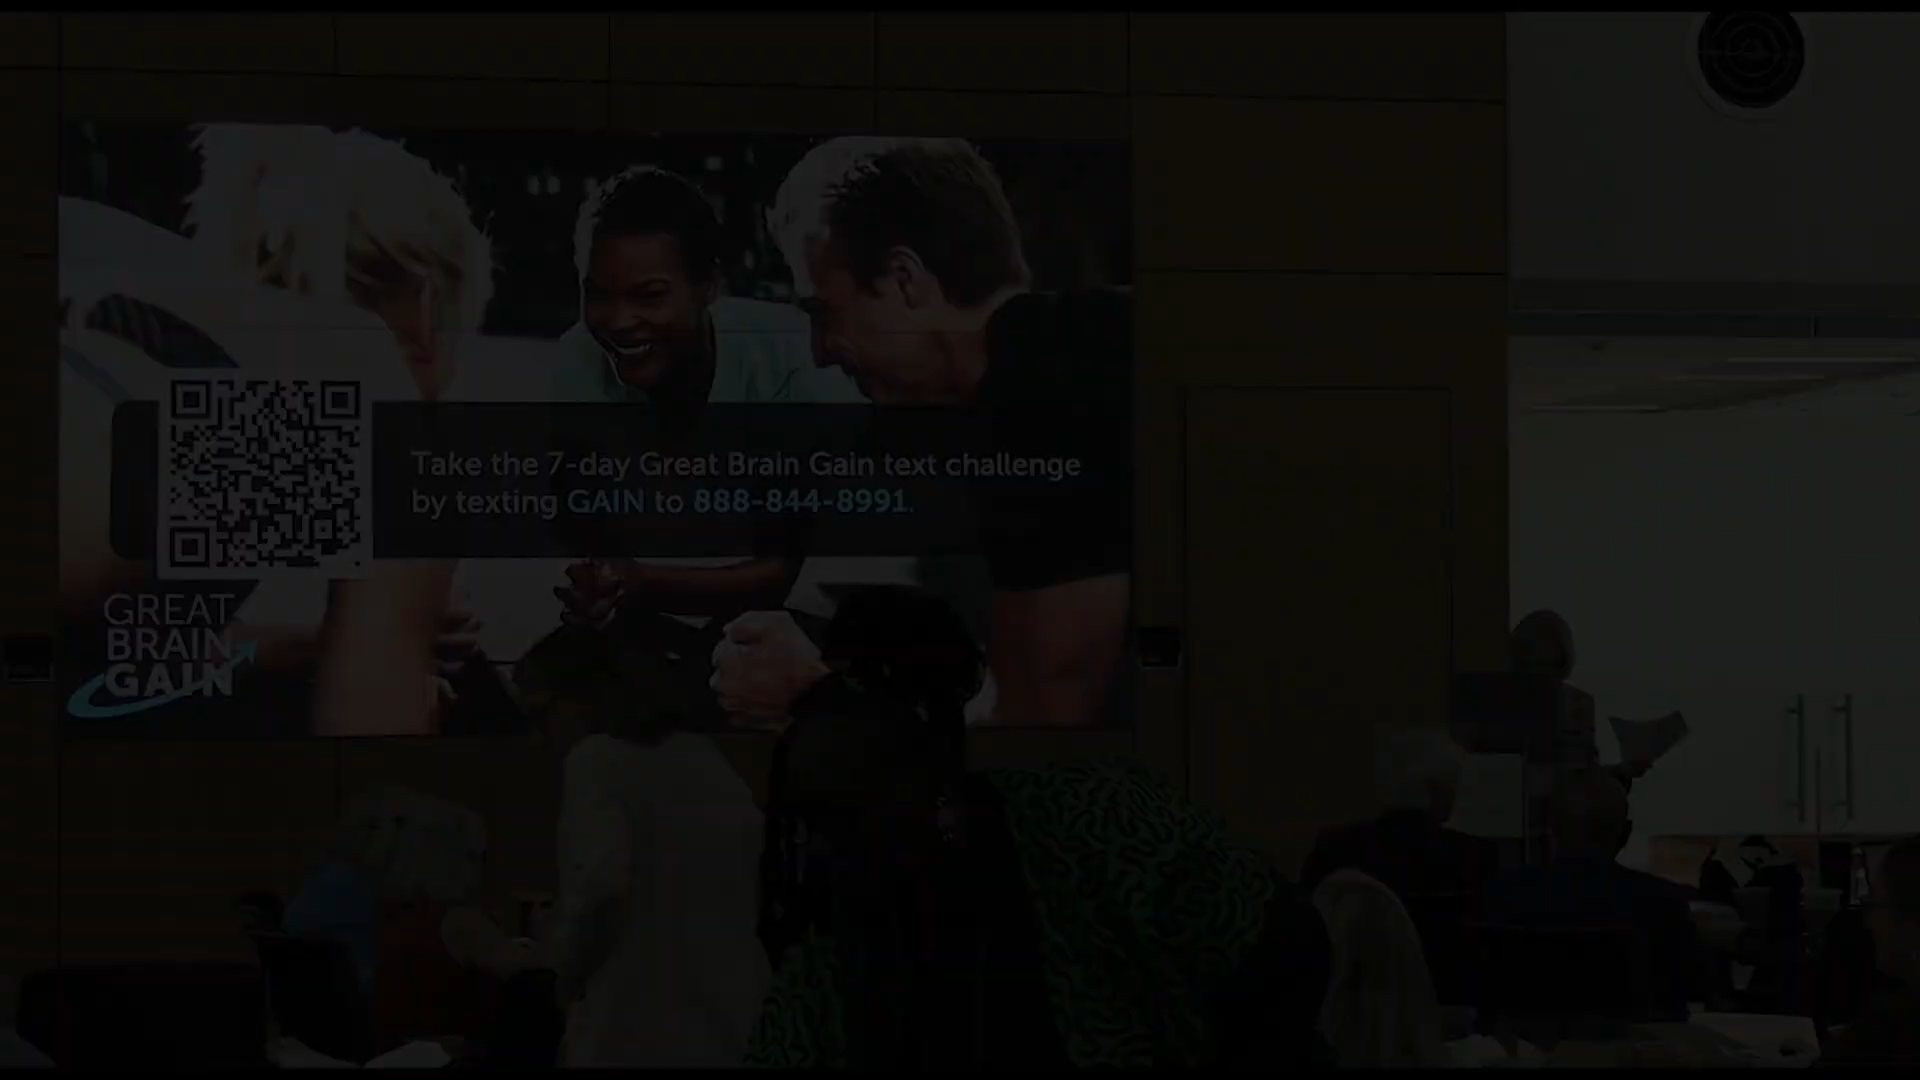 Take the 7-day Great Brain Gain text challenge
by texting GAIN to 888-844-8991.
GREAT
BRAIN
GAIN